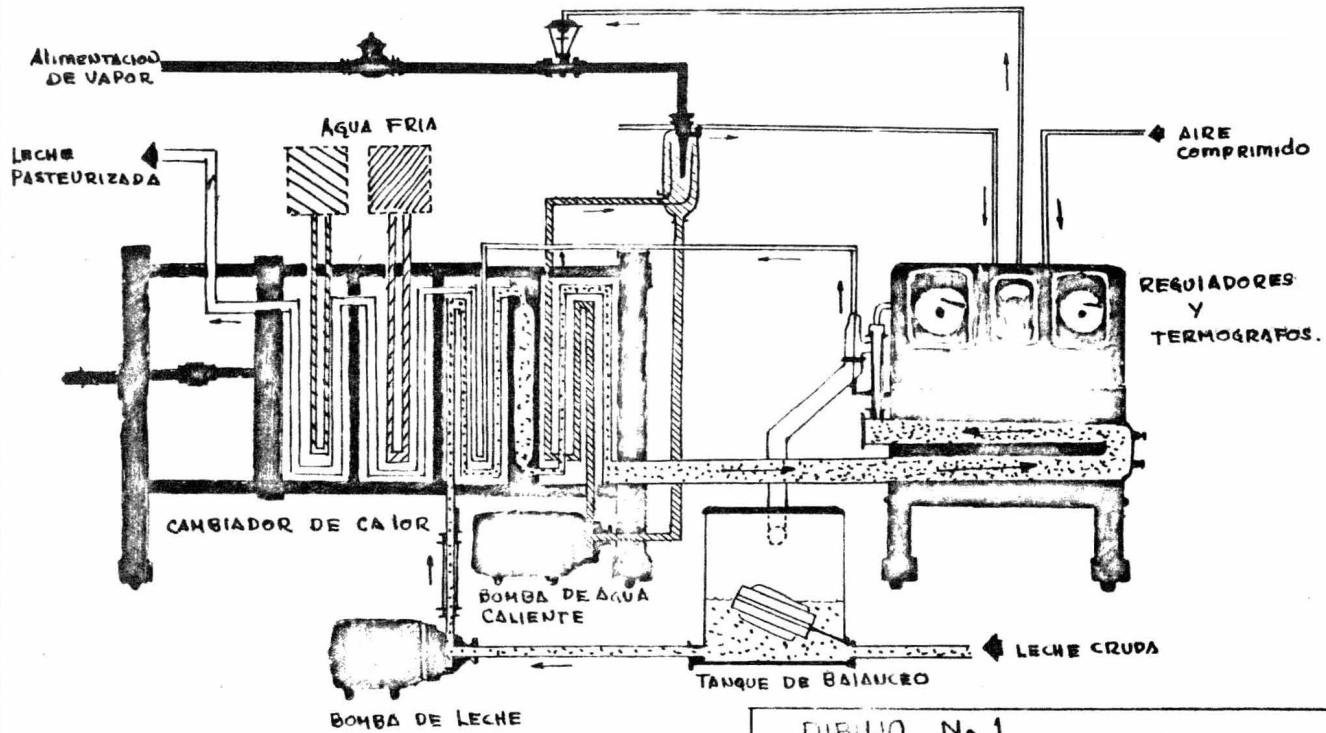 Alimentacion
DE VAPOR
AGUA FRIA
LECHE
PASTEURIZADA
AIRE
COMPRIMIDO
REGULADORES
Y
TERMOGRAFOS.
CAMBIADOR DE CALOR
BOMBA DE AGUA
CALIENTE
LECHE CRUDA
TANQUE DE BALANCEO
BOMBA DE LECHE
DIBUJO No 1